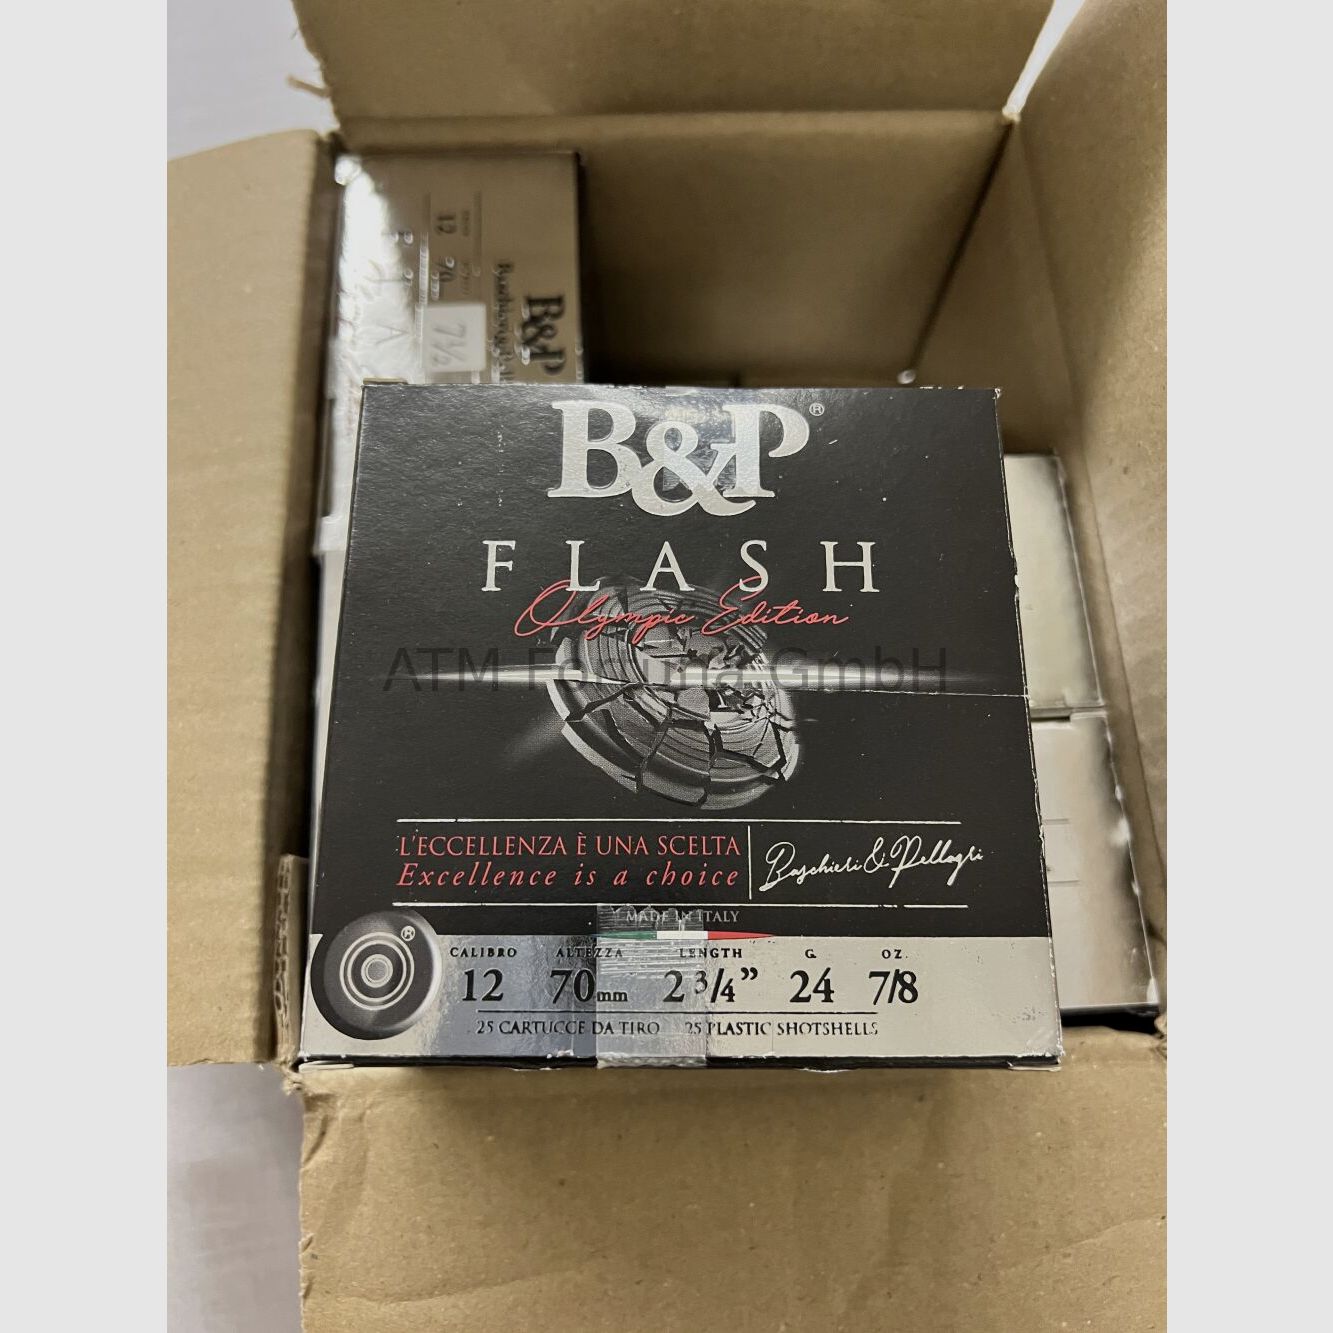 12
70
7½
B&P
B&P®
FLASH
Olympic Edition
ATM Fortuna GmbH
L'ECCELLENZA È UNA SCELTA
Excellence is a choice
Baschieri & Pellagri
MADE IN ITALY
®
CALIBRO ALTEZZA LENGTH G. OZ.
12 70mm 2 3/4” 24 7/8
25 CARTUCCE DA TIRO 25 PLASTIC SHOTSHELLS